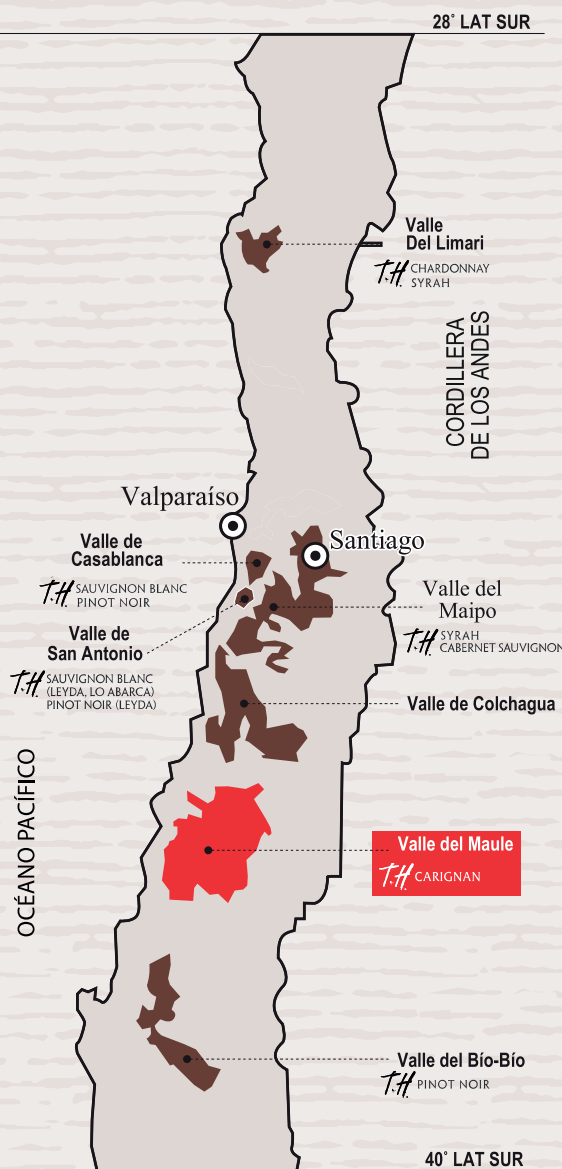 28° LAT SUR
Valle
Del Limari
T.H. CHARDONNAY
SYRAH
CORDILLERA
DE LOS ANDES
Valparaíso
Santiago
Valle de
Casablanca
T.H. SAUVIGNON BLANC
PINOT NOIR
Valle del
Maipo
T.H. SYRAH
CABERNET SAUVIGNON
Valle de
San Antonio
T.H. SAUVIGNON BLANC
(LEYDA, LO ABARCA)
PINOT NOIR (LEYDA)
Valle de Colchagua
OCÉANO PACÍFICO
Valle del Maule
T.H. CARIGNAN
Valle del Bío-Bío
T.H. PINOT NOIR
40° LAT SUR